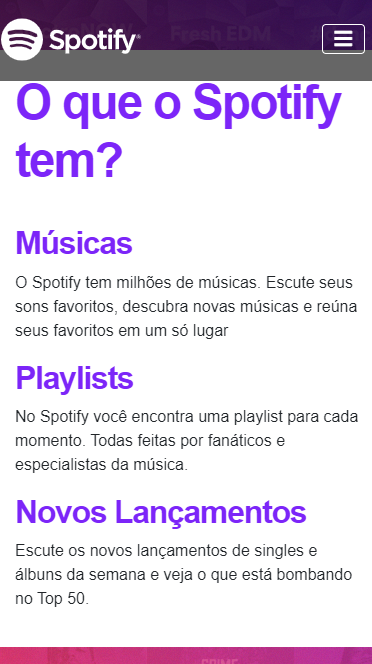 NOW
Fresh EDM
Spotify®
O que o Spotify
tem?
Músicas
O Spotify tem milhões de músicas. Escute seus
sons favoritos, descubra novas músicas e reúna
seus favoritos em um só lugar
Playlists
No Spotify você encontra uma playlist para cada
momento. Todas feitas por fanáticos e
especialistas da música.
Novos Lançamentos
Escute os novos lançamentos de singles e
álbuns da semana e veja o que está bombando
no Top 50.